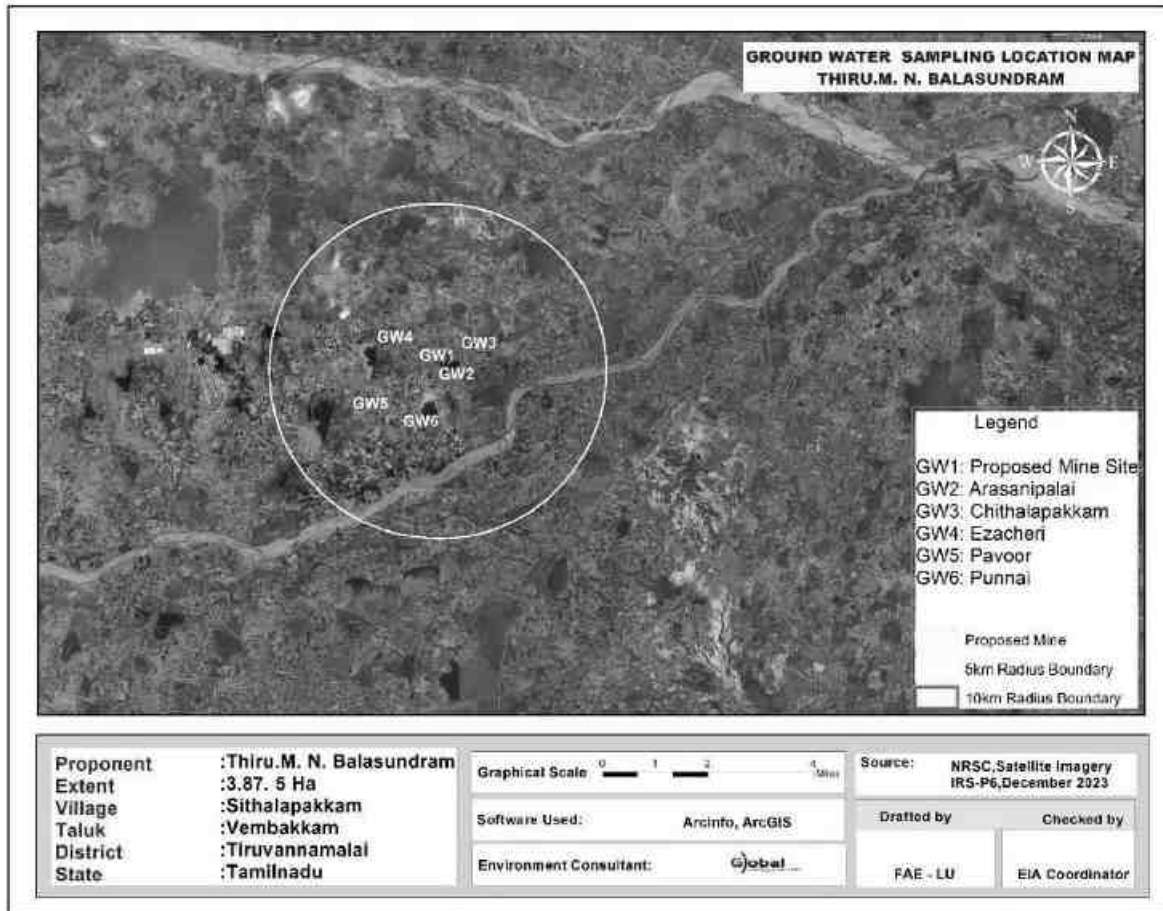 GROUND WATER SAMPLING LOCATION MAP
THIRU.M. N. BALASUNDRAM
N
W E
S
GW4
GW3
GW1
GW2
GW5
GW6
Legend
GW1: Proposed Mine Site
GW2: Arasanipalai
GW3: Chithalapakkam
GW4: Ezacheri
GW5: Pavoor
GW6: Punnai
Proposed Mine
5km Radius Boundary
10km Radius Boundary
Proponent :Thiru.M. N. Balasundram
Extent :3.87. 5 Ha
Village :Sithalapakkam
Taluk :Vembakkam
District :Tiruvannamalai
State :Tamilnadu
Graphical Scale 0 1 2 4 Miles
Software Used: Arcinfo, ArcGIS
Environment Consultant: Global
Source: NRSC,Satellite Imagery
IRS-P6,December 2023
Drafted by Checked by
FAE - LU EIA Coordinator